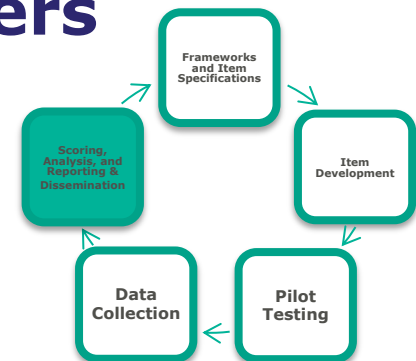 ers
Frameworks
and Item
Specifications
Item
Development
Pilot
Testing
Data
Collection
Scoring,
Analysis, and
Reporting &
Dissemination